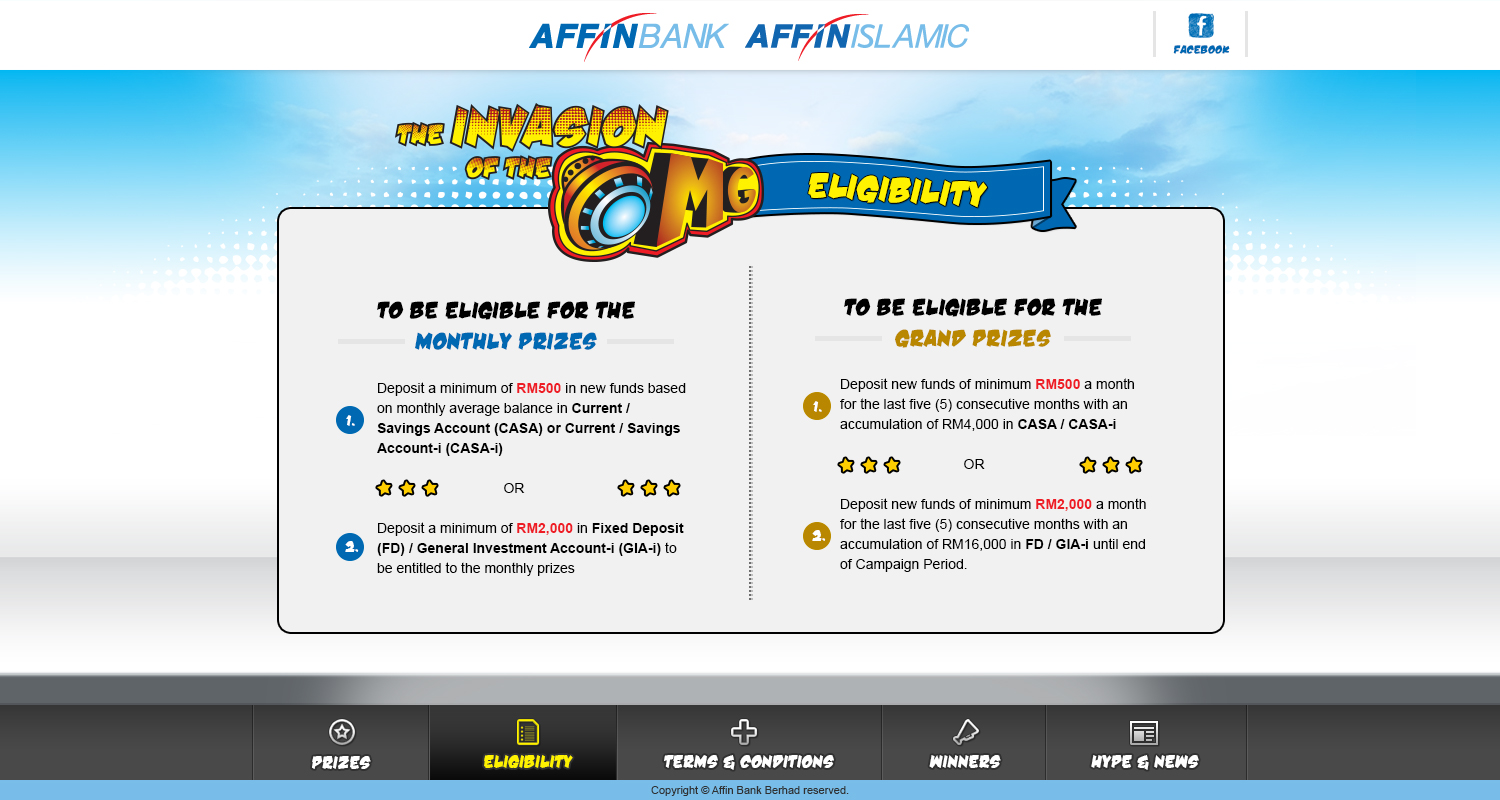 AFFINBANK AFFINISLAMIC
f
FACEBOOK
THE INVASION
OF THE
OMG
ELIGIBILITY
TO BE ELIGIBLE FOR THE
MONTHLY PRIZES
1.
Deposit a minimum of RM500 in new funds based
on monthly average balance in Current /
Savings Account (CASA) or Current / Savings
Account-i (CASA-i)
OR
2.
Deposit a minimum of RM2,000 in Fixed Deposit
(FD) / General Investment Account-i (GIA-i) to
be entitled to the monthly prizes
TO BE ELIGIBLE FOR THE
GRAND PRIZES
1.
Deposit new funds of minimum RM500 a month
for the last five (5) consecutive months with an
accumulation of RM4,000 in CASA / CASA-i
OR
2.
Deposit new funds of minimum RM2,000 a month
for the last five (5) consecutive months with an
accumulation of RM16,000 in FD / GIA-i until end
of Campaign Period.
PRIZES ELIGIBILITY TERMS & CONDITIONS WINNERS HYPE & NEWS
Copyright © Affin Bank Berhad reserved.